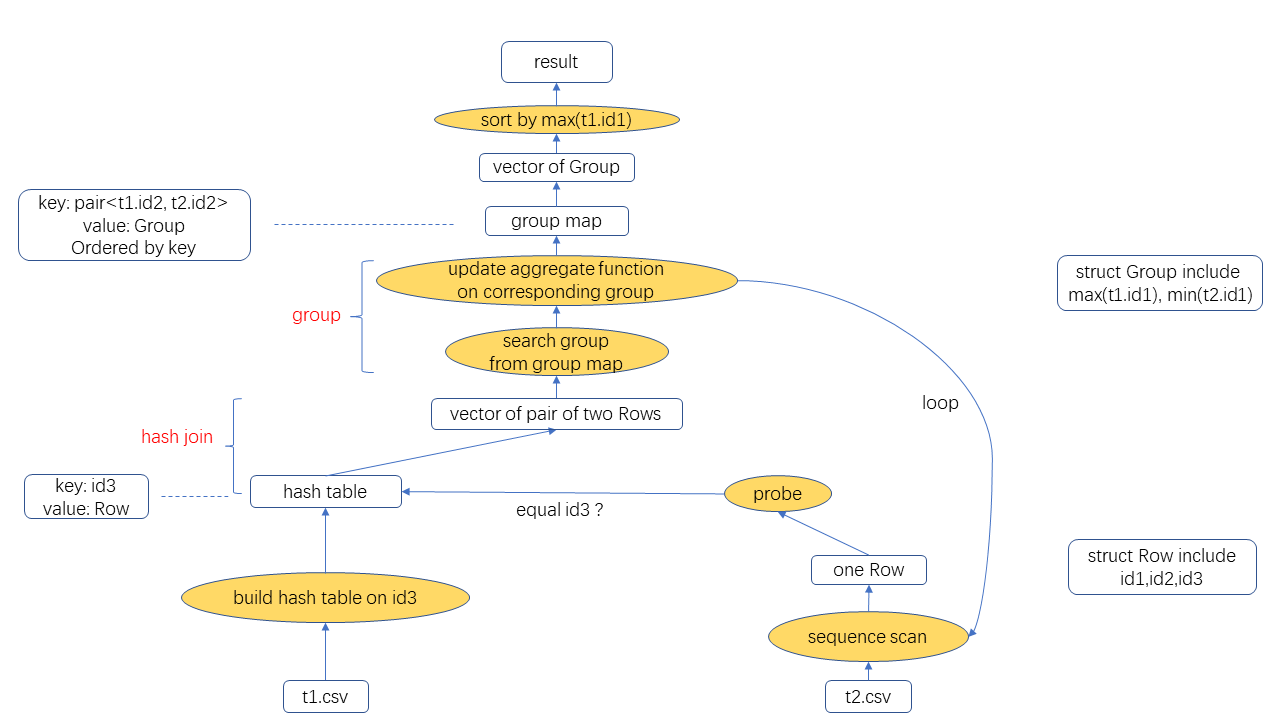 result
sort by max(t1.id1)
vector of Group
key: pair<t1.id2, t2.id2>
value: Group
Ordered by key
group map
update aggregate function
on corresponding group
struct Group include
max(t1.id1), min(t2.id1)
group
search group
from group map
loop
vector of pair of two Rows
hash join
key: id3
value: Row
hash table
equal id3 ?
probe
one Row
struct Row include
id1,id2,id3
build hash table on id3
sequence scan
t1.csv
t2.csv